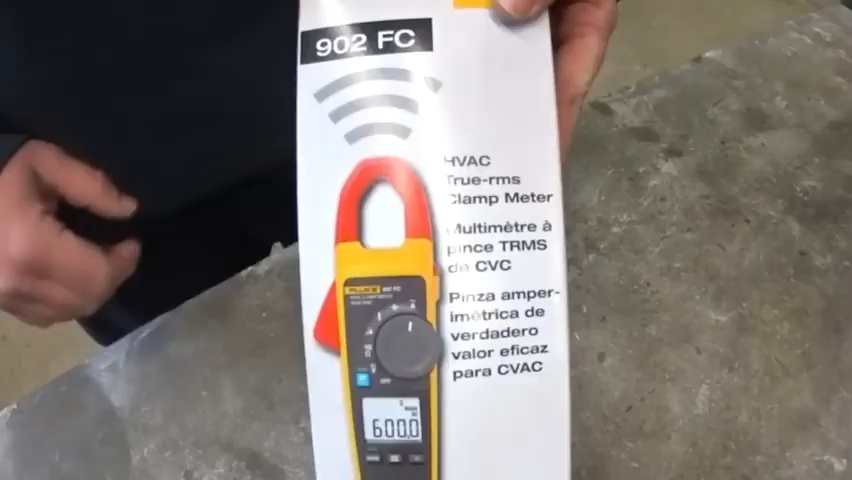 902 FC
HVAC
True-rms
Clamp Meter
Multimètre à
pince TRMS
de CVC
Pinza amper-
imétrica de
verdadero
valor eficaz
para CVAC
FLUKE 902 FC
OFF
600.0